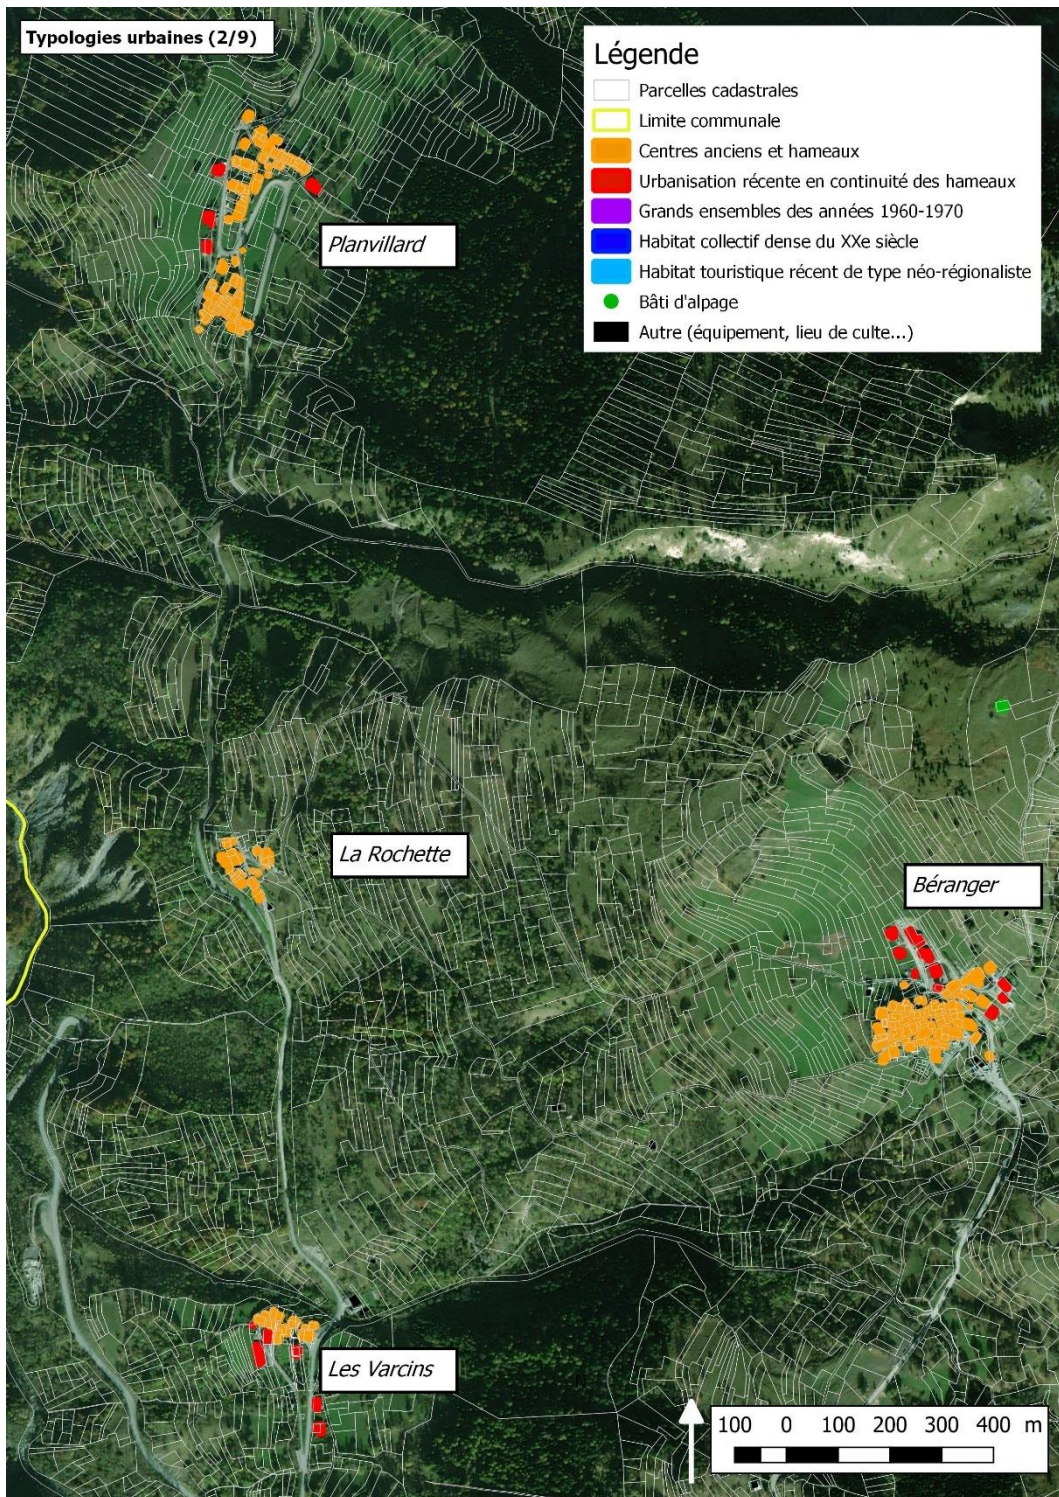 Typologies urbaines (2/9)
Légende
Parcelles cadastrales
Limite communale
Centres anciens et hameaux
Urbanisation récente en continuité des hameaux
Grands ensembles des années 1960-1970
Habitat collectif dense du XXe siècle
Habitat touristique récent de type néo-régionaliste
Bâti d'alpage
Autre (équipement, lieu de culte...)
Planvillard
La Rochette
Béranger
Les Varcins
N
100 0 100 200 300 400 m